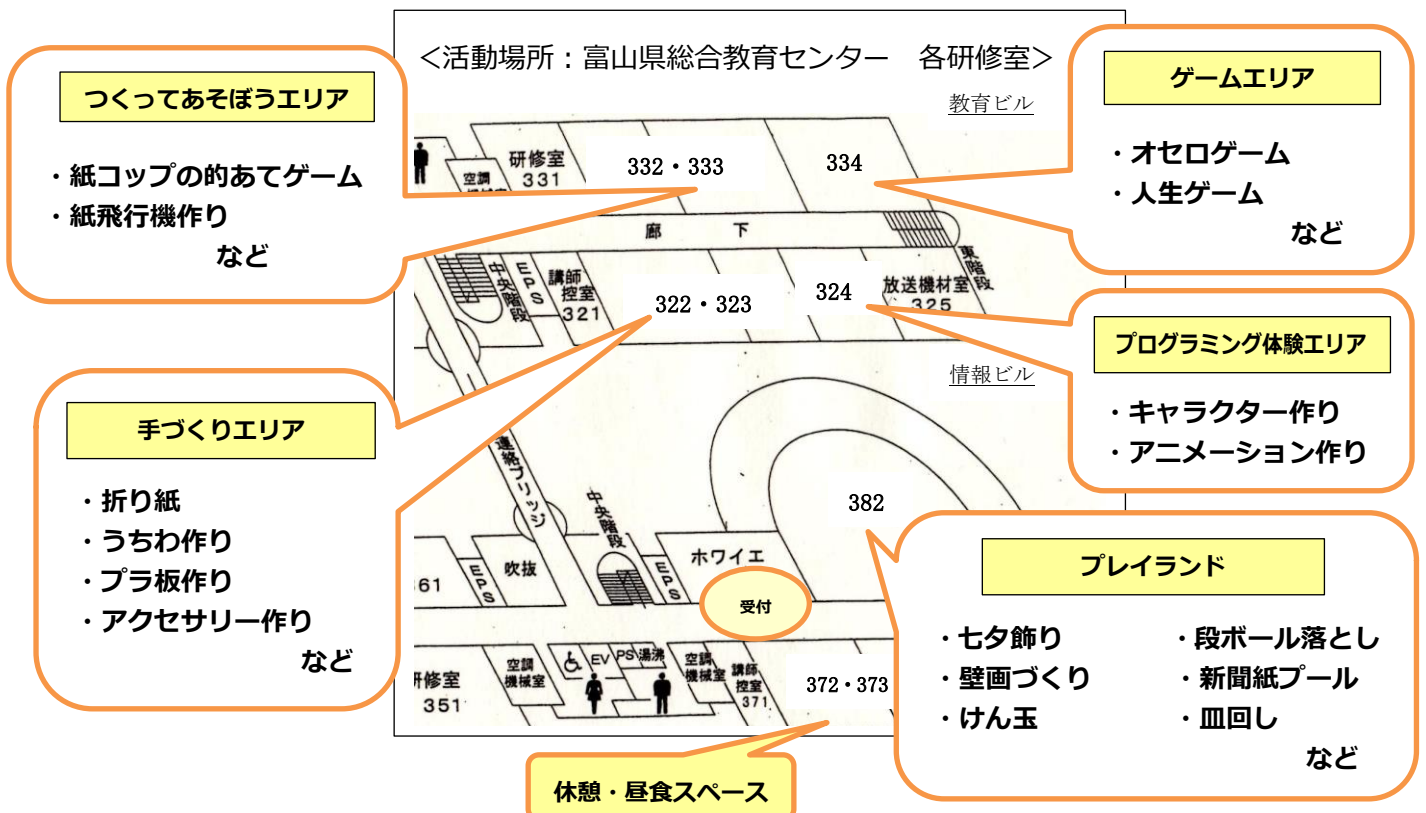 ＜活動場所：富山県総合教育センター　各研修室＞
つくってあそぼうエリア
・紙コップの的あてゲーム
・紙飛行機作り
など
ゲームエリア
・オセロゲーム
・人生ゲーム
など
教育ビル
研修室
331
空調
332・333
334
廊　下
中央階段
EPS
講師
控室
321
322・323
324
放送機材室
325
東階段
プログラミング体験エリア
・キャラクター作り
・アニメーション作り
情報ビル
手づくりエリア
・折り紙
・うちわ作り
・プラ板作り
・アクセサリー作り
など
連絡ブリッジ
中央階段
382
61
EPS
吹抜
EPS
ホワイエ
受付
プレイランド
・七夕飾り
・壁画づくり
・けん玉
・段ボール落とし
・新聞紙プール
・皿回し
など
研修室
351
空調
機械室
EV
PS
湯沸
空調
機械室
講師
控室
371
372・373
休憩・昼食スペース